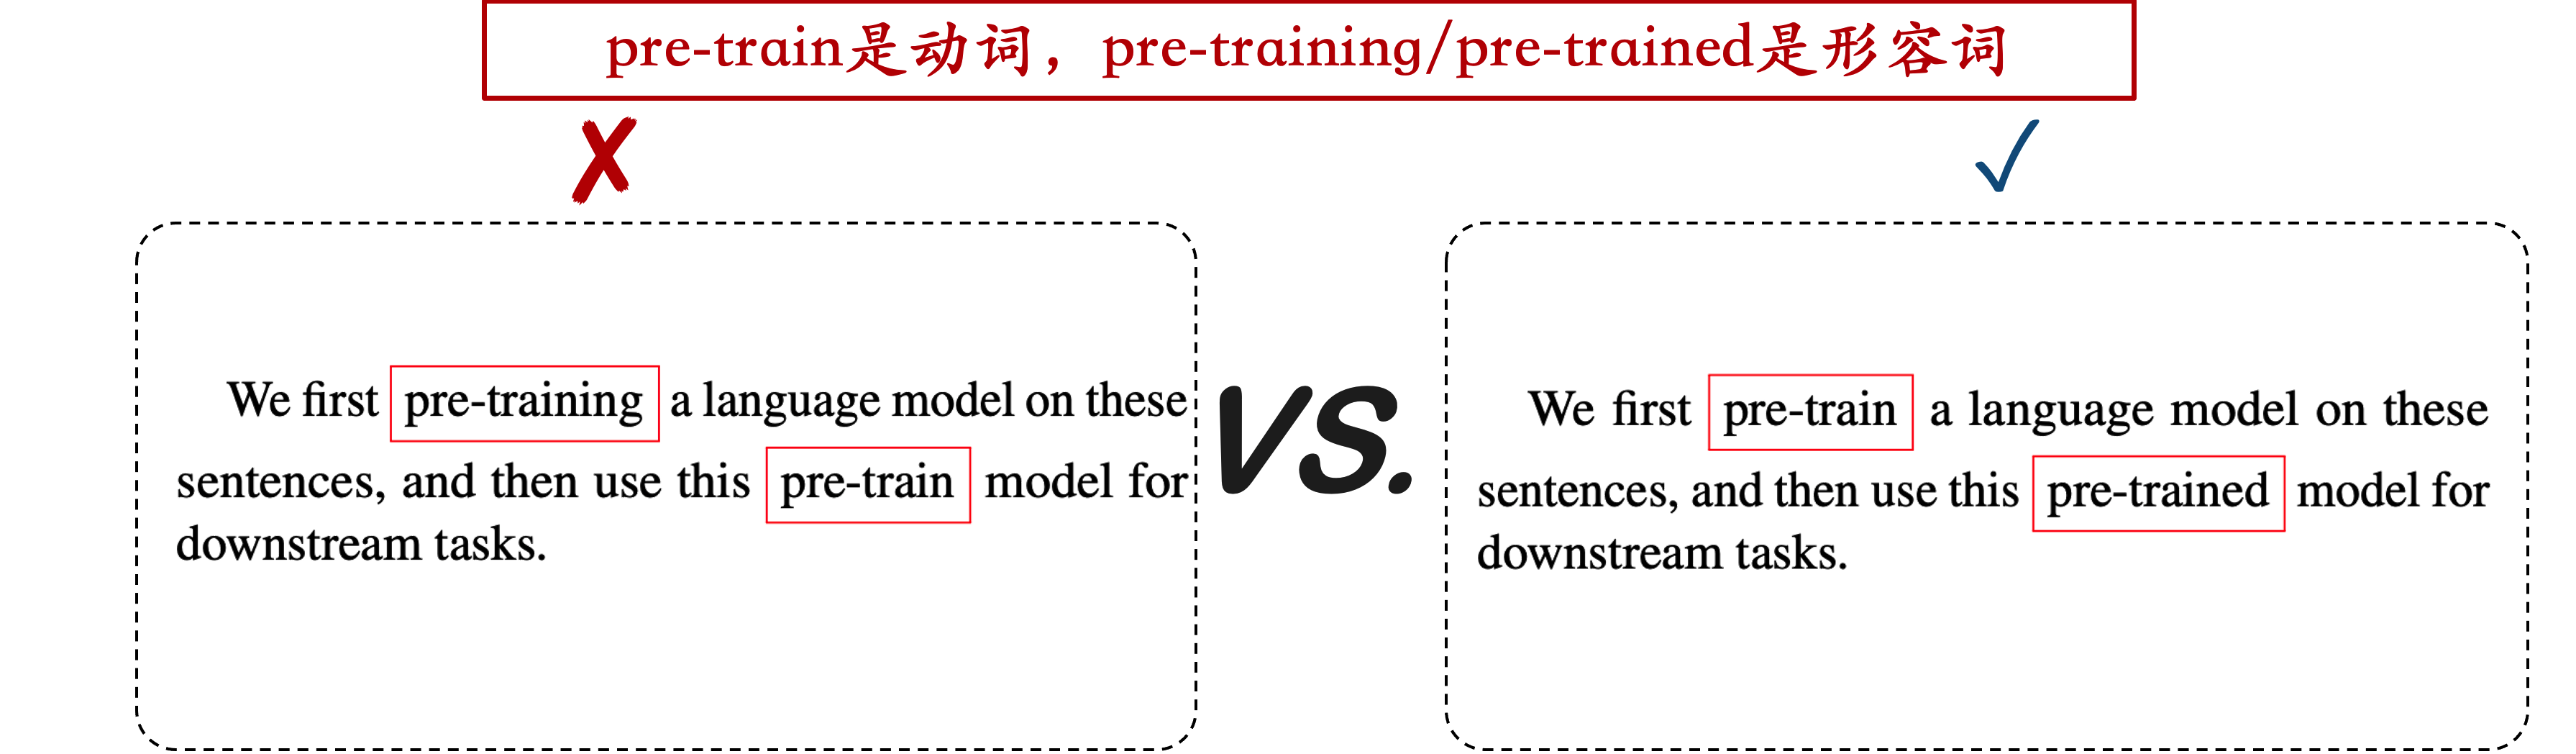 pre-train是动词，pre-training/pre-trained是形容词
We first pre-training a language model on these
sentences, and then use this pre-train model for
downstream tasks.
VS.
We first pre-train a language model on these
sentences, and then use this pre-trained model for
downstream tasks.